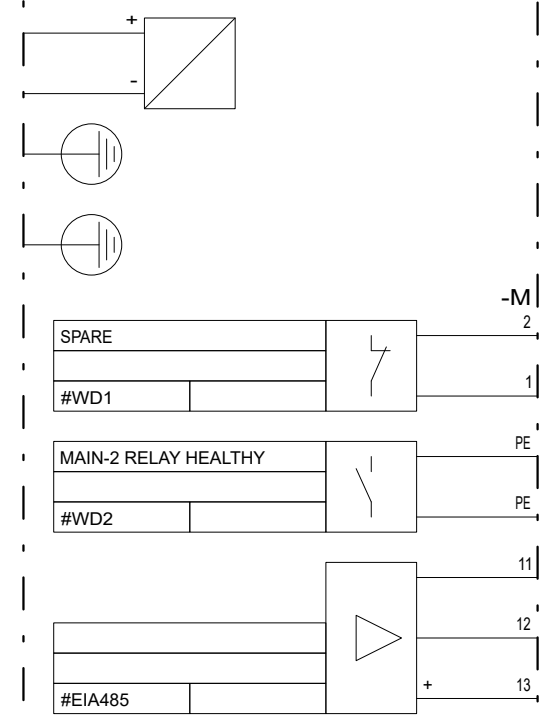 +
-
-M
SPARE
2
#WD1
1
MAIN-2 RELAY HEALTHY
PE
#WD2
PE
11
12
#EIA485
+ 13